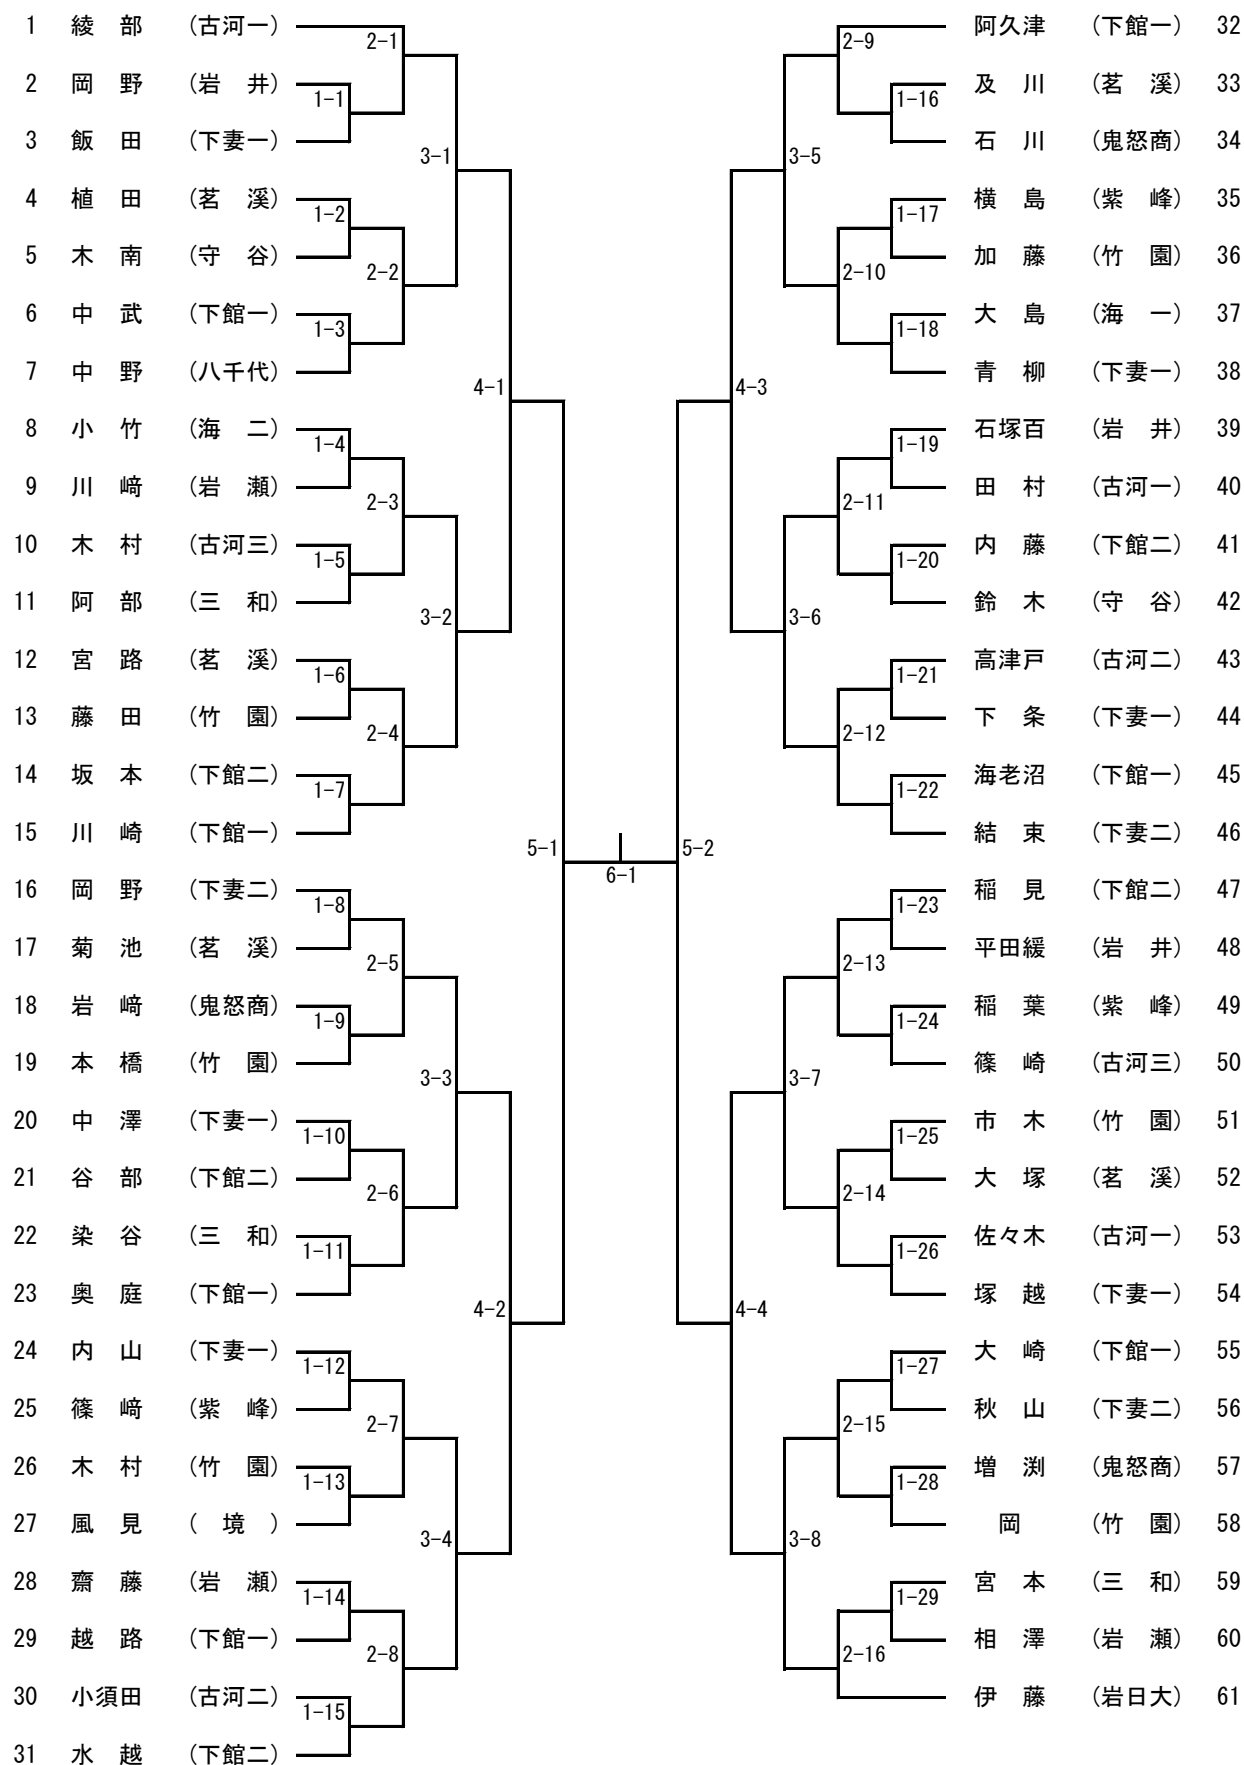 1 綾部 (古河一)
2-1
2 岡野 (岩井)
1-1
3 飯田 (下妻一)
3-1
4 植田 (茗溪)
1-2
5 木南 (守谷)
2-2
6 中武 (下館一)
1-3
7 中野 (八千代)
4-1
8 小竹 (海二)
1-4
9 川﨑 (岩瀬)
2-3
10 木村 (古河三)
1-5
11 阿部 (三和)
3-2
12 宮路 (茗溪)
1-6
13 藤田 (竹園)
2-4
14 坂本 (下館二)
1-7
15 川崎 (下館一)
5-1
16 岡野 (下妻二)
1-8
17 菊池 (茗溪)
2-5
18 岩﨑 (鬼怒商)
1-9
19 本橋 (竹園)
3-3
20 中澤 (下妻一)
1-10
21 谷部 (下館二)
2-6
22 染谷 (三和)
1-11
23 奥庭 (下館一)
4-2
24 内山 (下妻一)
1-12
25 篠﨑 (紫峰)
2-7
26 木村 (竹園)
1-13
27 風見 (境)
3-4
28 齋藤 (岩瀬)
1-14
29 越路 (下館一)
2-8
30 小須田 (古河二)
1-15
31 水越 (下館二)
6-1
阿久津 (下館一) 32
2-9
及川 (茗溪) 33
1-16
石川 (鬼怒商) 34
3-5
横島 (紫峰) 35
1-17
加藤 (竹園) 36
2-10
大島 (海一) 37
1-18
青柳 (下妻一) 38
4-3
石塚百 (岩井) 39
1-19
田村 (古河一) 40
2-11
内藤 (下館二) 41
1-20
鈴木 (守谷) 42
3-6
高津戸 (古河二) 43
1-21
下条 (下妻一) 44
2-12
海老沼 (下館一) 45
1-22
結束 (下妻二) 46
5-2
稲見 (下館二) 47
1-23
平田緩 (岩井) 48
2-13
稲葉 (紫峰) 49
1-24
篠崎 (古河三) 50
3-7
市木 (竹園) 51
1-25
大塚 (茗溪) 52
2-14
佐々木 (古河一) 53
1-26
塚越 (下妻一) 54
4-4
大崎 (下館一) 55
1-27
秋山 (下妻二) 56
2-15
増渕 (鬼怒商) 57
1-28
岡 (竹園) 58
3-8
宮本 (三和) 59
1-29
相澤 (岩瀬) 60
2-16
伊藤 (岩日大) 61